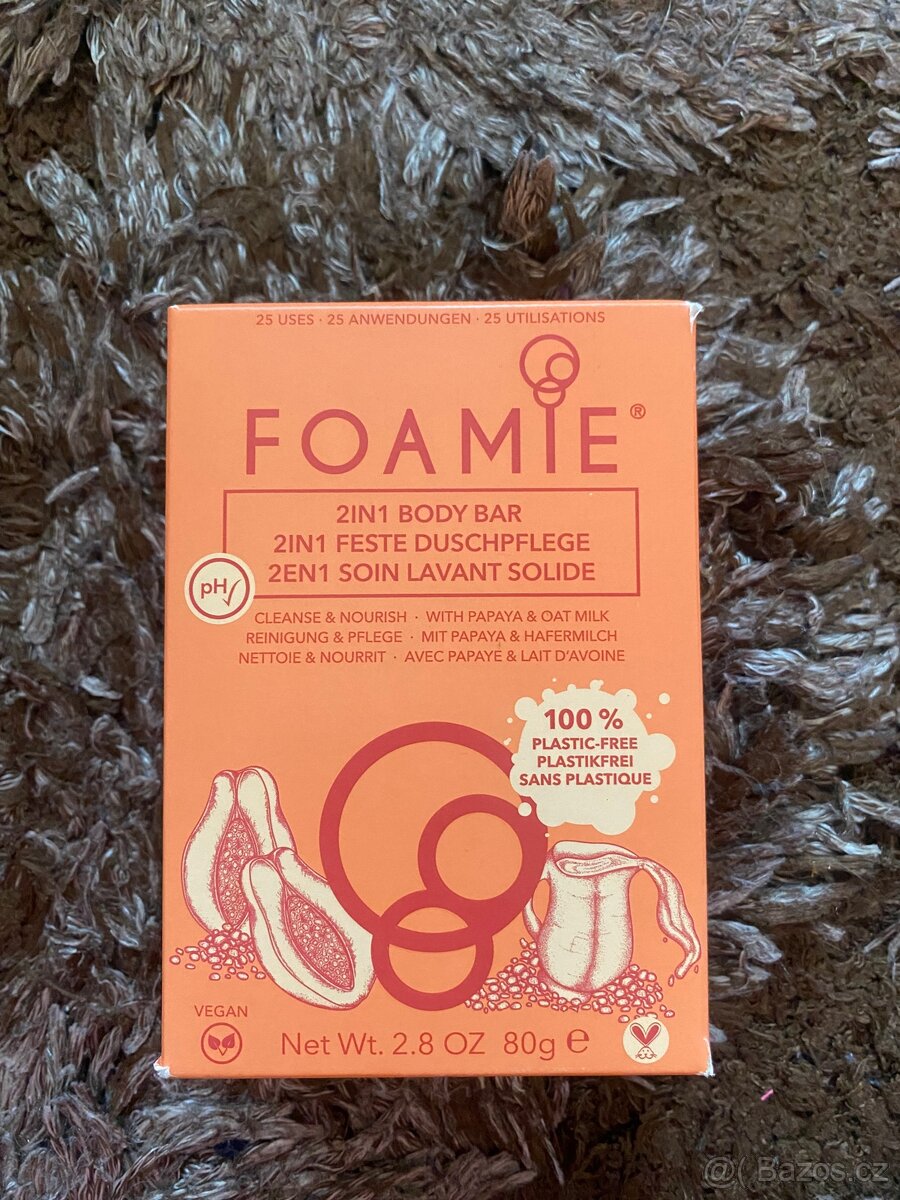 25 USES · 25 ANWENDUNGEN · 25 UTILISATIONS
FOAMIE®
2IN1 BODY BAR
2IN1 FESTE DUSCHPFLEGE
2EN1 SOIN LAVANT SOLIDE
pH
CLEANSE & NOURISH · WITH PAPAYA & OAT MILK
REINIGUNG & PFLEGE · MIT PAPAYA & HAFERMILCH
NETTOIE & NOURRIT · AVEC PAPAYE & LAIT D'AVOINE
100 %
PLASTIC-FREE
PLASTIKFREI
SANS PLASTIQUE
VEGAN
Net Wt. 2.8 OZ 80g ℮
@( Bazos.cz